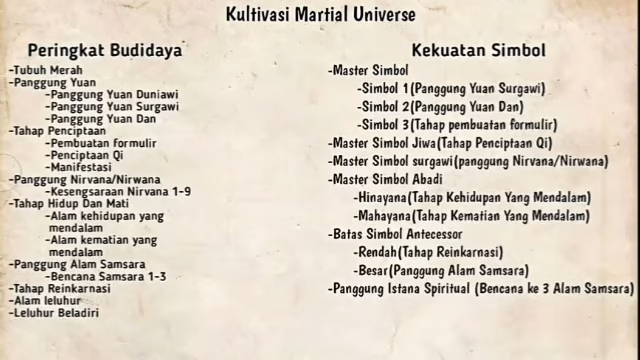 Kultivasi Martial Universe
Peringkat Budidaya
-Tubuh Merah
-Panggung Yuan
-Panggung Yuan Duniawi
-Panggung Yuan Surgawi
-Panggung Yuan Dan
-Tahap Penciptaan
-Pembuatan formulir
-Penciptaan Qi
-Manifestasi
-Panggung Nirvana/Nirwana
-Kesengsaraan Nirvana 1-9
-Tahap Hidup Dan Mati
-Alam kehidupan yang
mendalam
-Alam kematian yang
mendalam
-Panggung Alam Samsara
-Bencana Samsara 1-3
-Tahap Reinkarnasi
-Alam leluhur
-Leluhur Beladiri
Kekuatan Simbol
-Master Simbol
-Simbol 1(Panggung Yuan Surgawi)
-Simbol 2(Panggung Yuan Dan)
-Simbol 3(Tahap pembuatan formulir)
-Master Simbol Jiwa(Tahap Penciptaan Qi)
-Master Simbol surgawi(panggung Nirvana/Nirwana)
-Master Simbol Abadi
-Hinayana(Tahap Kehidupan Yang Mendalam)
-Mahayana(Tahap Kematian Yang Mendalam)
-Batas Simbol Antecessor
-Rendah(Tahap Reinkarnasi)
-Besar(Panggung Alam Samsara)
-Panggung Istana Spiritual (Bencana ke 3 Alam Samsara)